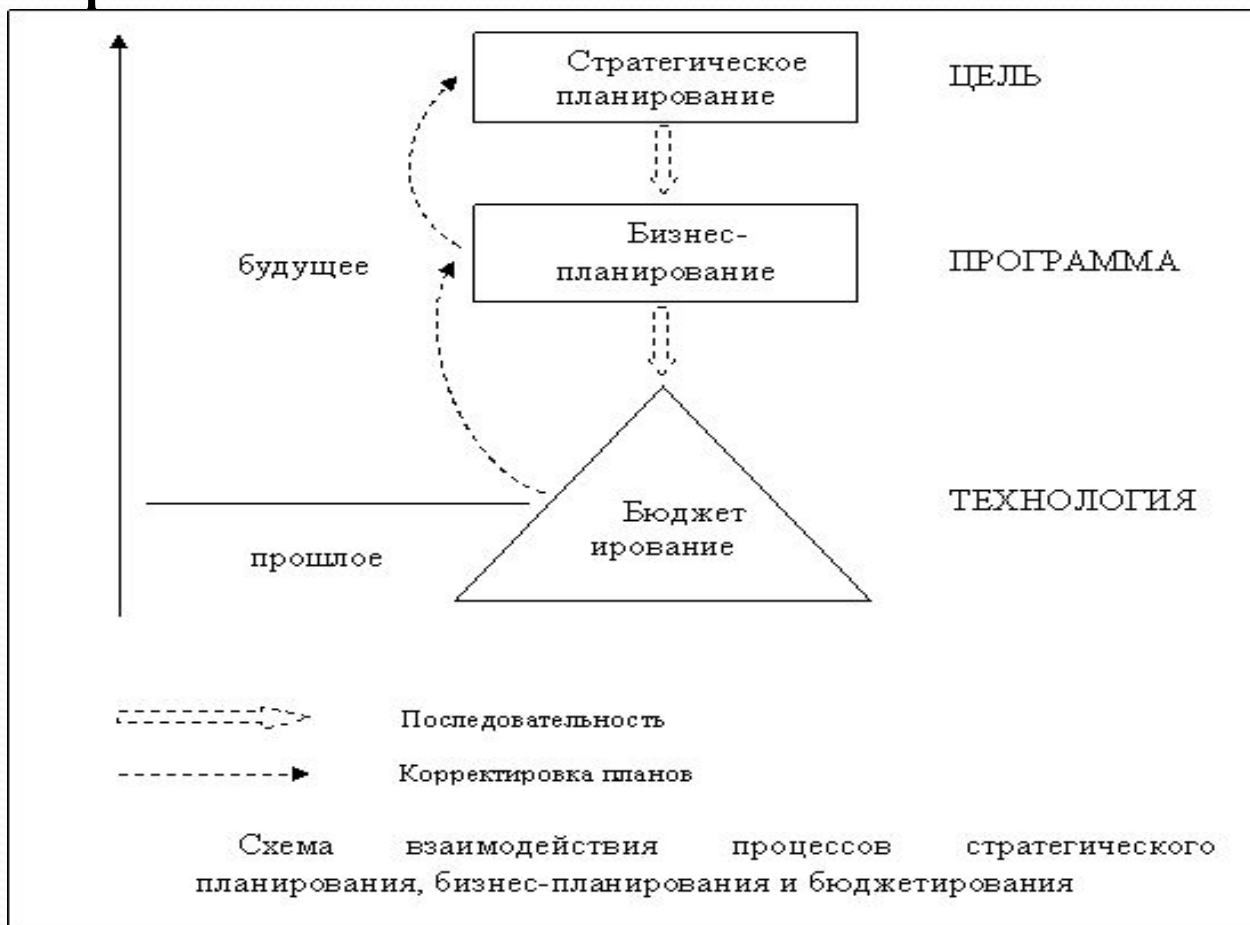 Стратегическое
планирование
ЦЕЛЬ
Бизнес-
планирование
будущее
ПРОГРАММА
Бюджет
ирование
ТЕХНОЛОГИЯ
прошлое
Последовательность
Корректировка планов
Схема взаимодействия процессов стратегического
планирования, бизнес-планирования и бюджетирования